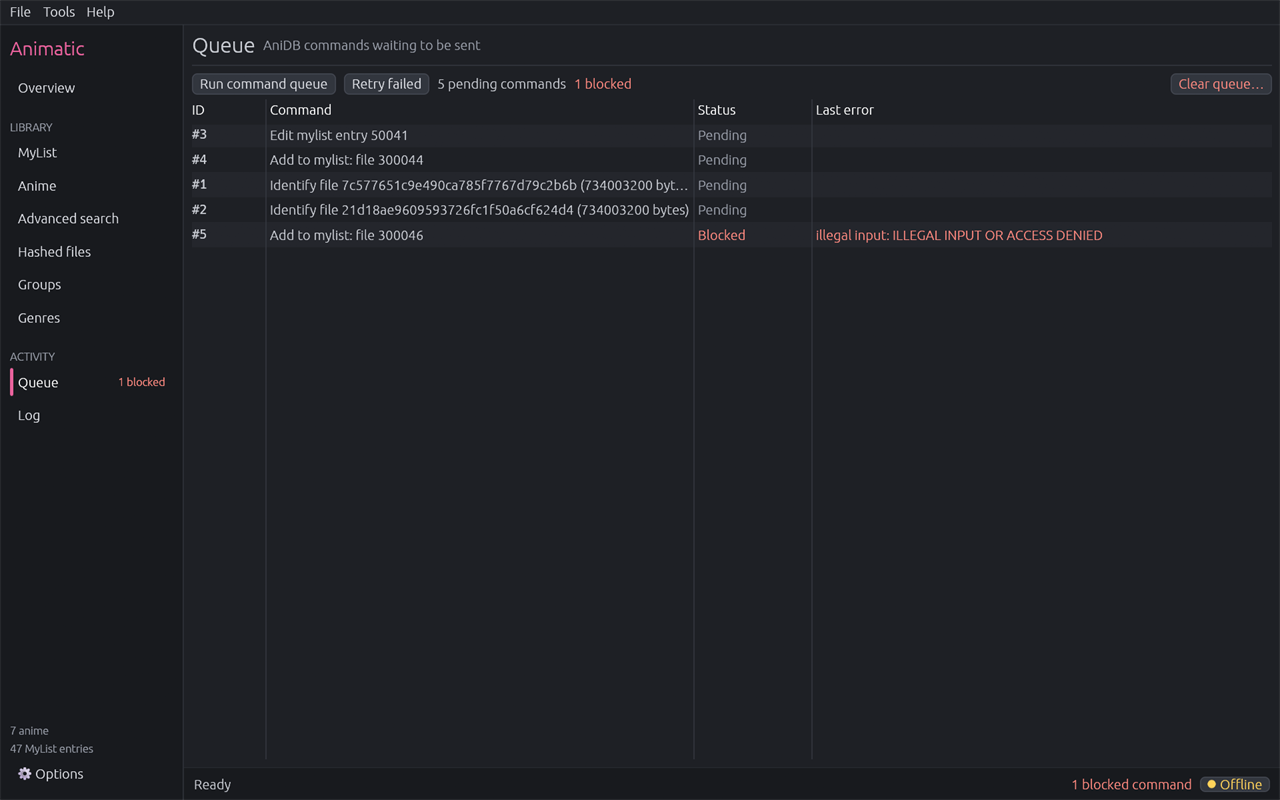 File Tools Help
Animatic
Overview
LIBRARY
MyList
Anime
Advanced search
Hashed files
Groups
Genres
ACTIVITY
Queue 1 blocked
Log
7 anime
47 MyList entries
Options
Queue AniDB commands waiting to be sent
Run command queue Retry failed 5 pending commands 1 blocked Clear queue...
ID Command Status Last error
#3 Edit mylist entry 50041 Pending
#4 Add to mylist: file 300044 Pending
#1 Identify file 7c577651c9e490ca785f7767d79c2b6b (734003200 byt... Pending
#2 Identify file 21d18ae9609593726fc1f50a6cf624d4 (734003200 bytes) Pending
#5 Add to mylist: file 300046 Blocked illegal input: ILLEGAL INPUT OR ACCESS DENIED
Ready 1 blocked command Offline